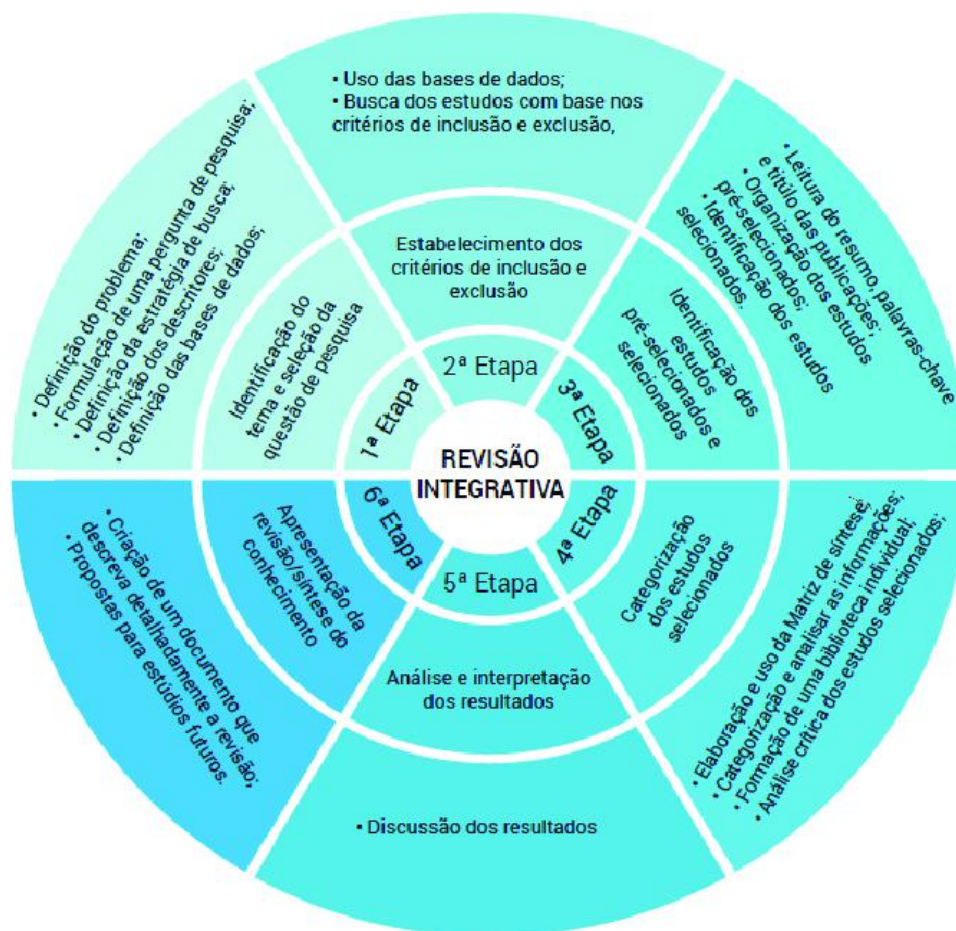 REVISÃO
INTEGRATIVA
1ª Etapa
Identificação do
tema e seleção da
questão de pesquisa
• Definição do problema;
• Formulação de uma pergunta de pesquisa;
• Definição da estratégia de busca;
• Definição dos descritores;
• Definição das bases de dados;
2ª Etapa
Estabelecimento dos
critérios de inclusão e
exclusão
• Uso das bases de dados;
• Busca dos estudos com base nos
critérios de inclusão e exclusão,
3ª Etapa
Identificação dos
estudos
pré-selecionados e
selecionados
• Leitura do resumo, palavras-chave
e titúlo das publicações;
• Organização dos estudos.
pré-selecionados;
• Identificação dos estudos
selecionados.
4ª Etapa
Categorização
dos estudos
selecionados
• Elaboração e uso da Matriz de síntese;
• Categorização e analisar as informações;
• Formação de uma biblioteca individual;
• Análise crítica dos estudos selecionados;
5ª Etapa
Análise e interpretação
dos resultados
• Discussão dos resultados
6ª Etapa
Apresentação da
revisão/síntese do
conhecimento
• Criação de um documento que
descreva detalhadamente a revisão;
• Propostas para estúdios futuros.